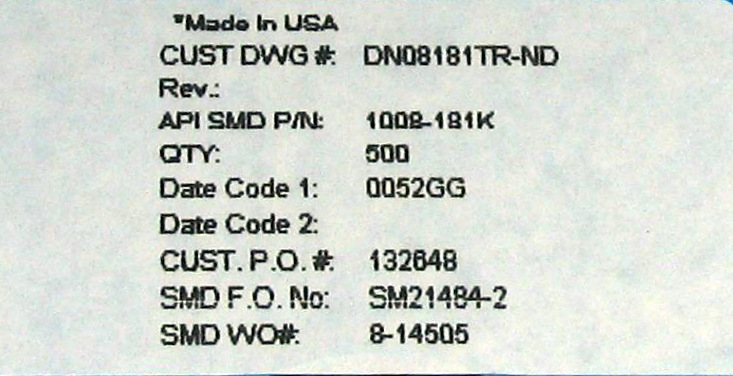 "Made In USA
CUST DWG #: DN08181TR-ND
Rev.:
API SMD P/N: 1008-181K
QTY: 500
Date Code 1: 0052GG
Date Code 2:
CUST. P.O. #: 132648
SMD F.O. No: SM21484-2
SMD WO#: 8-14505